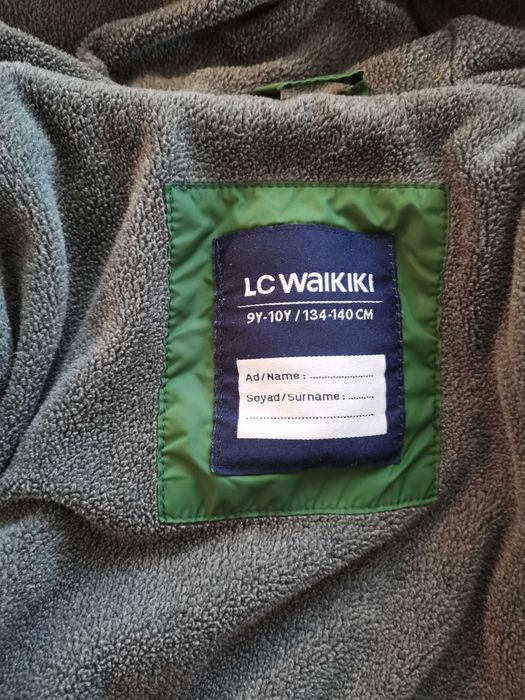 LC WAIKIKI
9Y-10Y / 134-140 CM
Ad/Name : ................
Soyad/Surname : .........
................................